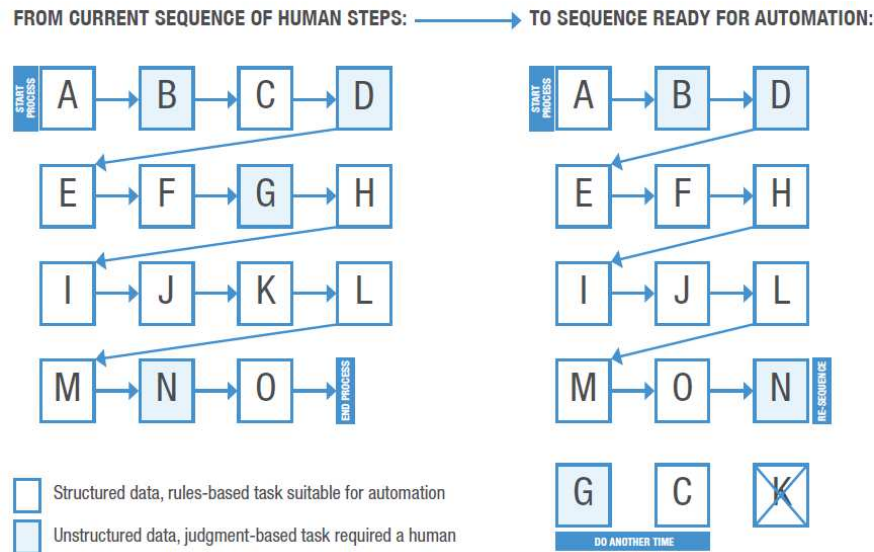 FROM CURRENT SEQUENCE OF HUMAN STEPS:
TO SEQUENCE READY FOR AUTOMATION:
START PROCESS
A B C D
E F G H
I J K L
M N O
END PROCESS
START PROCESS
A B D
E F H
I J L
M O N
RE-SEQUENCE
G C K
DO ANOTHER TIME
Structured data, rules-based task suitable for automation
Unstructured data, judgment-based task required a human